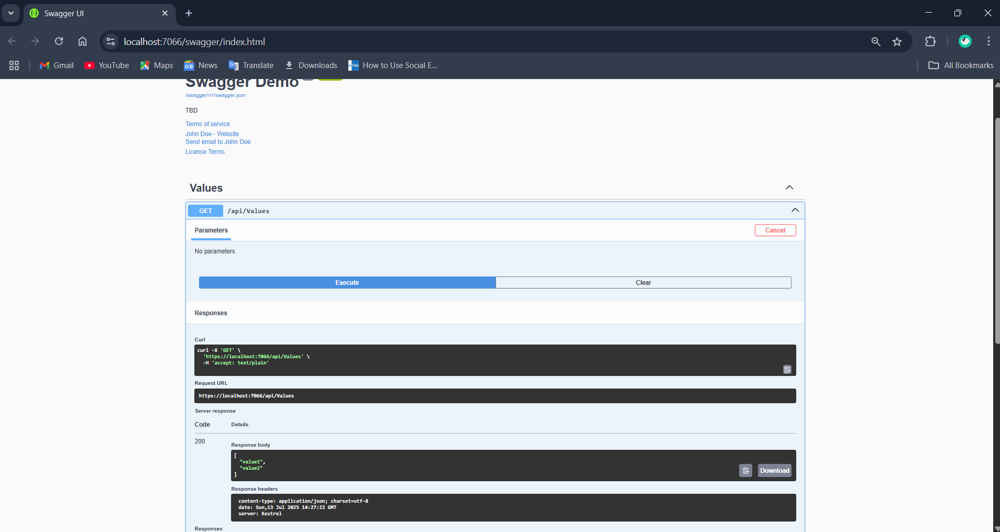 Swagger UI
localhost:7066/swagger/index.html
Gmail
YouTube
Maps
News
Translate
Downloads
How to Use Social E...
All Bookmarks
Swagger Demo
/swagger/v1/swagger.json
TBD
Terms of service
John Doe - Website
Send email to John Doe
License Terms
Values
GET /api/Values
Parameters
Cancel
No parameters
Execute
Clear
Responses
Curl
curl -X 'GET' \
'https://localhost:7066/api/Values' \
-H 'accept: text/plain'
Request URL
https://localhost:7066/api/Values
Server response
Code Details
200
Response body
[
"value1",
"value2"
]
Download
Response headers
content-type: application/json; charset=utf-8
date: Sun,13 Jul 2025 14:27:22 GMT
server: Kestrel
Responses